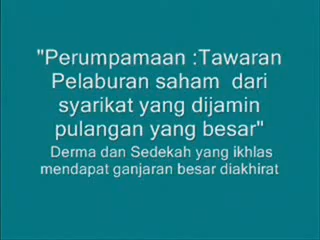 "Perumpamaan :Tawaran
Pelaburan saham dari
syarikat yang dijamin
pulangan yang besar"
Derma dan Sedekah yang ikhlas
mendapat ganjaran besar diakhirat